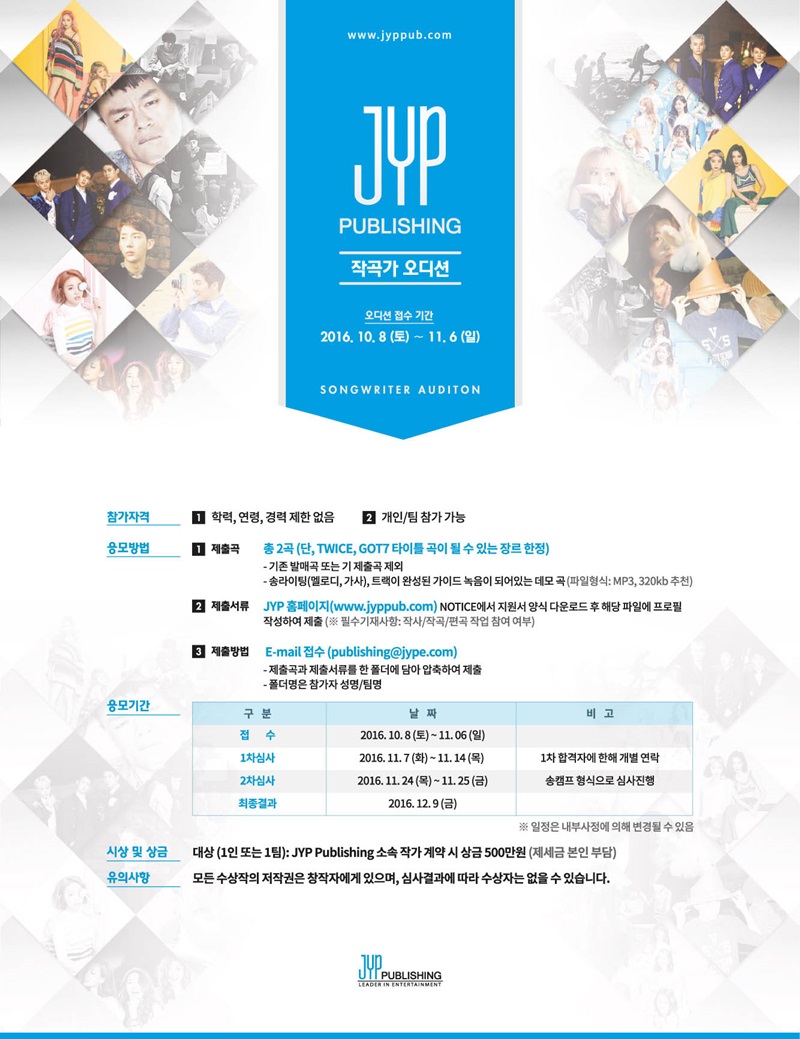 www.jyppub.com
JYP
PUBLISHING
작곡가 오디션
오디션 접수 기간
2016. 10. 8 (토) ~ 11. 6 (일)
SONGWRITER AUDITON
참가자격
1 학력, 연령, 경력 제한 없음 2 개인/팀 참가 가능
응모방법
1 제출곡 총 2곡 (단, TWICE, GOT7 타이틀 곡이 될 수 있는 장르 한정)
- 기존 발매곡 또는 기 제출곡 제외
- 송라이팅(멜로디, 가사), 트랙이 완성된 가이드 녹음이 되어있는 데모 곡 (파일형식: MP3, 320kb 추천)
2 제출서류 JYP 홈페이지(www.jyppub.com) NOTICE에서 지원서 양식 다운로드 후 해당 파일에 프로필
작성하여 제출 (※ 필수기재사항: 작사/작곡/편곡 작업 참여 여부)
3 제출방법 E-mail 접수 (publishing@jype.com)
- 제출곡과 제출서류를 한 폴더에 담아 압축하여 제출
- 폴더명은 참가자 성명/팀명
응모기간
구 분 날 짜 비 고
접 수 2016. 10. 8 (토) ~ 11. 06 (일)
1차심사 2016. 11. 7 (화) ~ 11. 14 (목) 1차 합격자에 한해 개별 연락
2차심사 2016. 11. 24 (목) ~ 11. 25 (금) 송캠프 형식으로 심사진행
최종결과 2016. 12. 9 (금)
※ 일정은 내부사정에 의해 변경될 수 있음
시상 및 상금 대상 (1인 또는 1팀): JYP Publishing 소속 작가 계약 시 상금 500만원 (제세금 본인 부담)
유의사항 모든 수상작의 저작권은 창작자에게 있으며, 심사결과에 따라 수상자는 없을 수 있습니다.
JYP PUBLISHING
LEADER IN ENTERTAINMENT